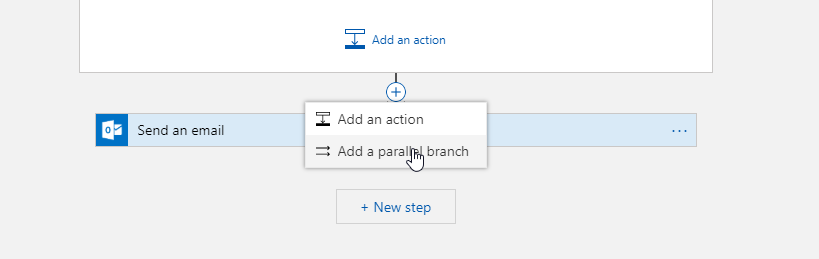 Add an action
Add an action
Send an email
...
Add a parallel branch
+ New step